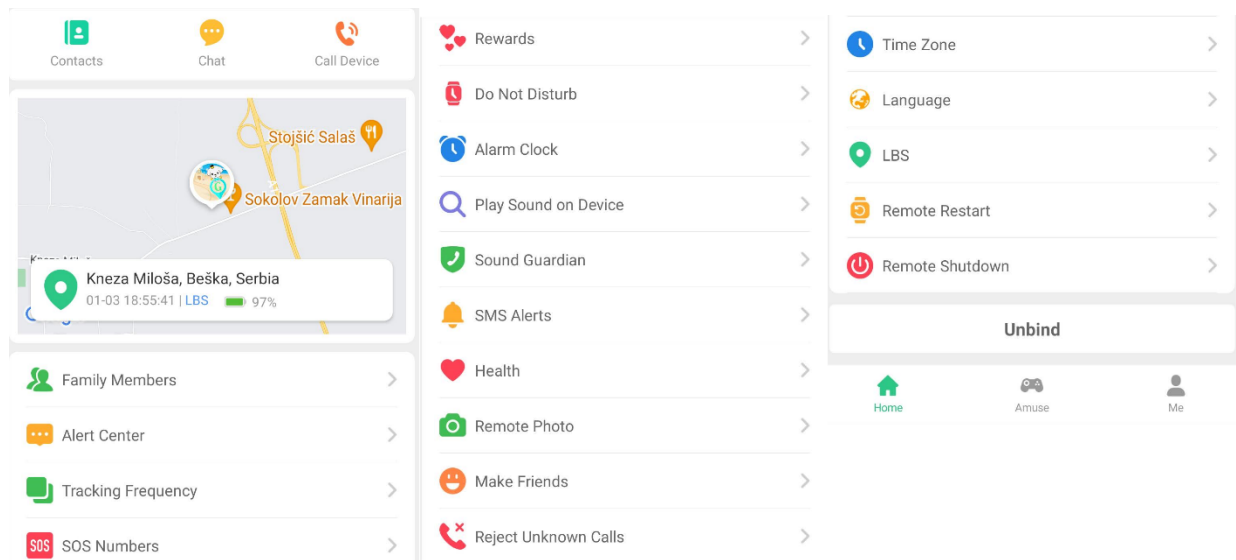 Contacts
Chat
Call Device
Stojšić Salaš
Sokolov Zamak Vinarija
Kneza Miloša, Beška, Serbia
01-03 18:55:41 | LBS 97%
Family Members
Alert Center
Tracking Frequency
SOS SOS Numbers
Rewards
Do Not Disturb
Alarm Clock
Play Sound on Device
Sound Guardian
SMS Alerts
Health
Remote Photo
Make Friends
Reject Unknown Calls
Time Zone
Language
LBS
Remote Restart
Remote Shutdown
Unbind
Home
Amuse
Me